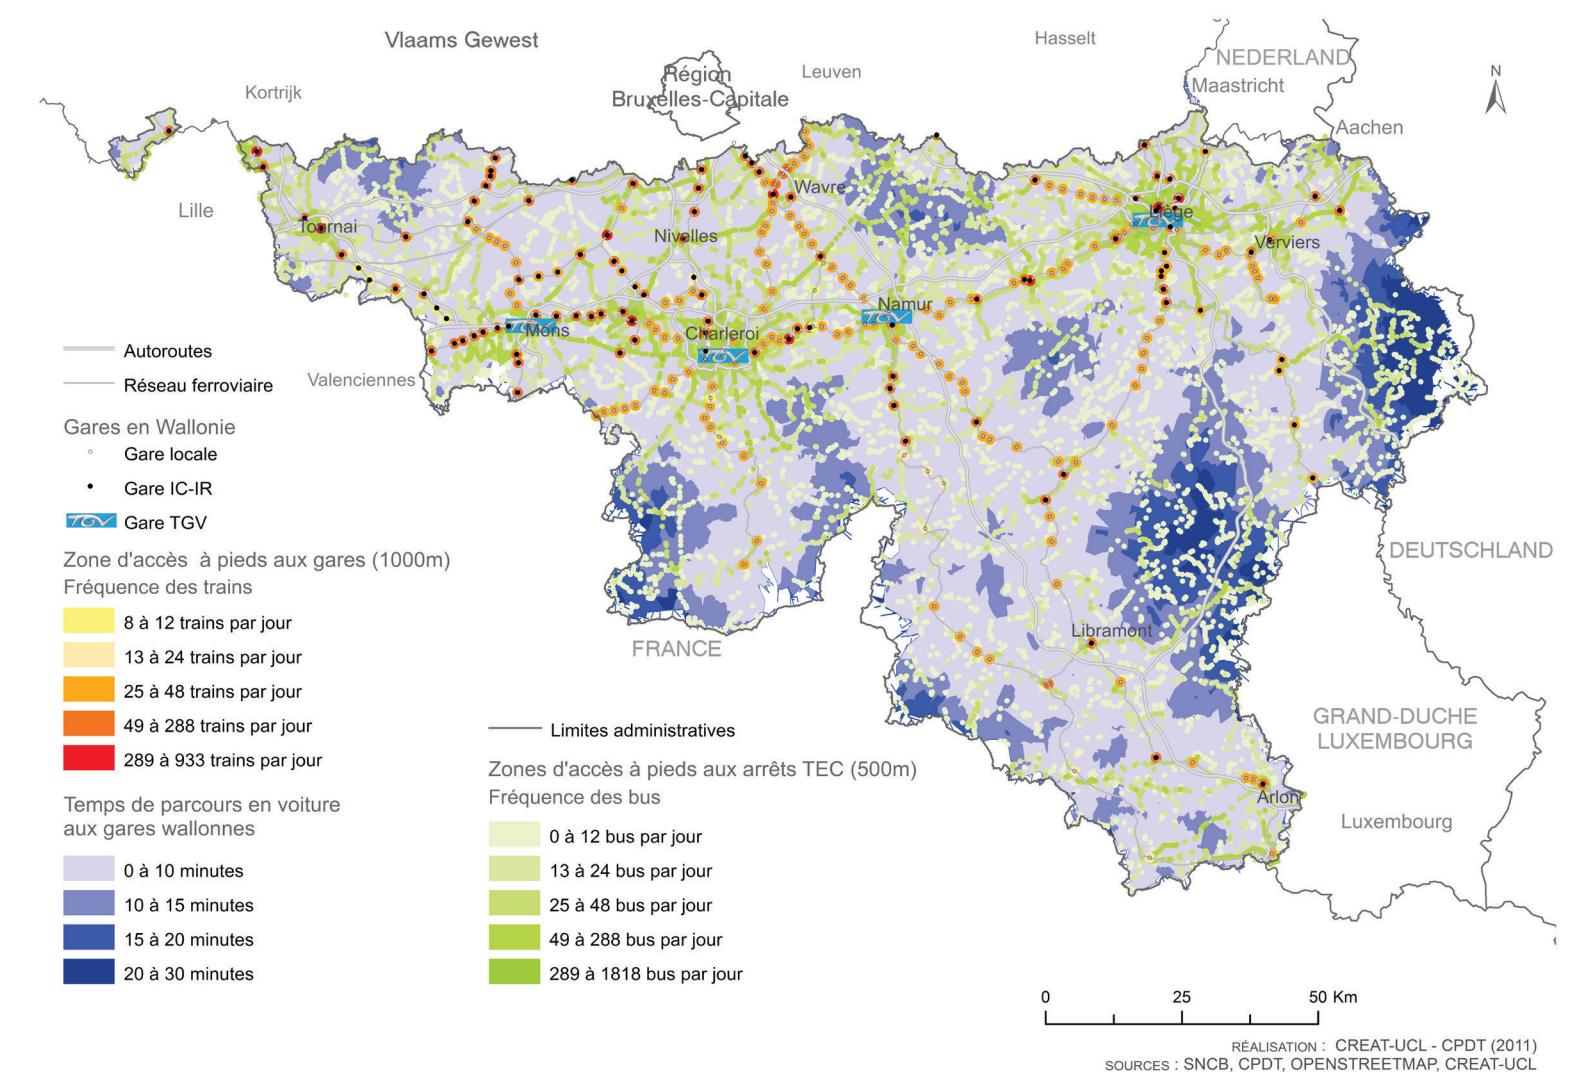 Vlaams Gewest
Hasselt
NEDERLAND
Région
Bruxelles-Capitale
Leuven
Maastricht
N
Kortrijk
Aachen
Wavre
Lille
Tournai
Nivelles
Liège
TGV
Verviers
Namur
TGV
TGV
Mons
Charleroi
TGV
Valenciennes
DEUTSCHLAND
Libramont
FRANCE
GRAND-DUCHE
LUXEMBOURG
Arlon
Luxembourg
Autoroutes
Réseau ferroviaire
Gares en Wallonie
Gare locale
Gare IC-IR
TGV Gare TGV
Zone d'accès à pieds aux gares (1000m)
Fréquence des trains
8 à 12 trains par jour
13 à 24 trains par jour
25 à 48 trains par jour
49 à 288 trains par jour
289 à 933 trains par jour
Temps de parcours en voiture
aux gares wallonnes
0 à 10 minutes
10 à 15 minutes
15 à 20 minutes
20 à 30 minutes
Limites administratives
Zones d'accès à pieds aux arrêts TEC (500m)
Fréquence des bus
0 à 12 bus par jour
13 à 24 bus par jour
25 à 48 bus par jour
49 à 288 bus par jour
289 à 1818 bus par jour
0 25 50 Km
RÉALISATION : CREAT-UCL - CPDT (2011)
SOURCES : SNCB, CPDT, OPENSTREETMAP, CREAT-UCL